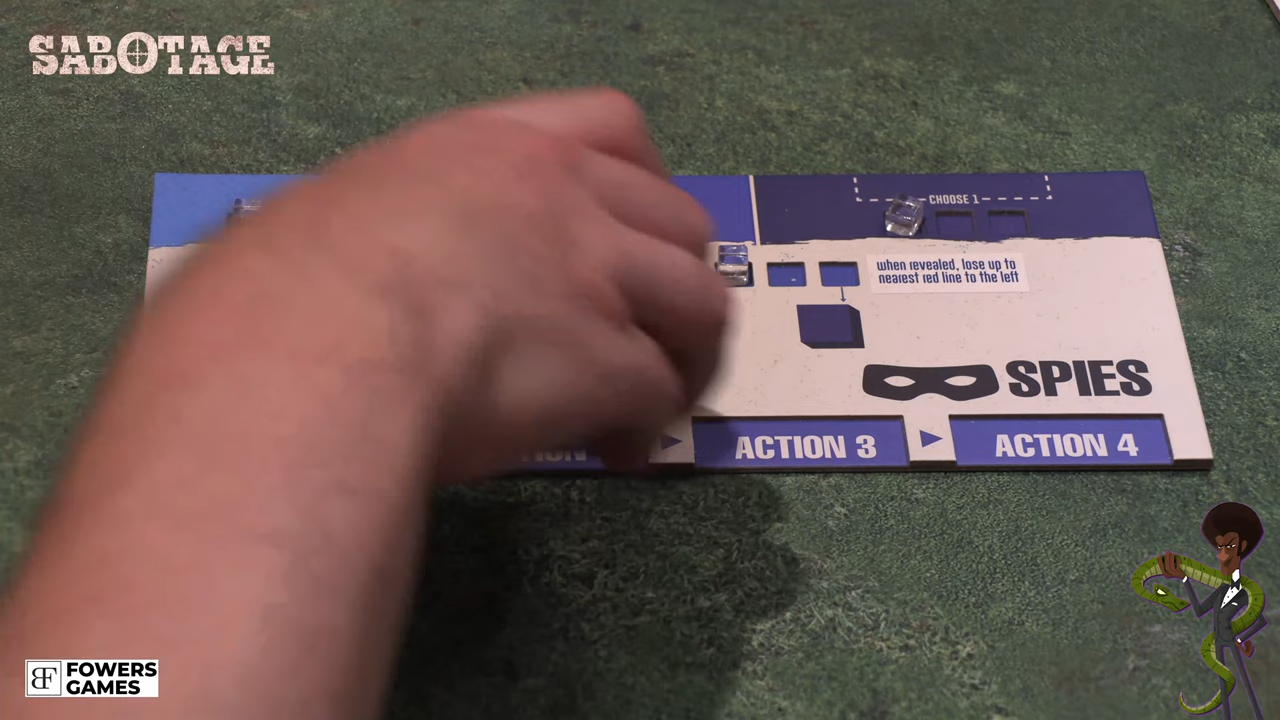 SABOTAGE
CHOOSE 1
when revealed, lose up to
nearest red line to the left
SPIES
ACTION 3
ACTION 4
FOWERS
GAMES